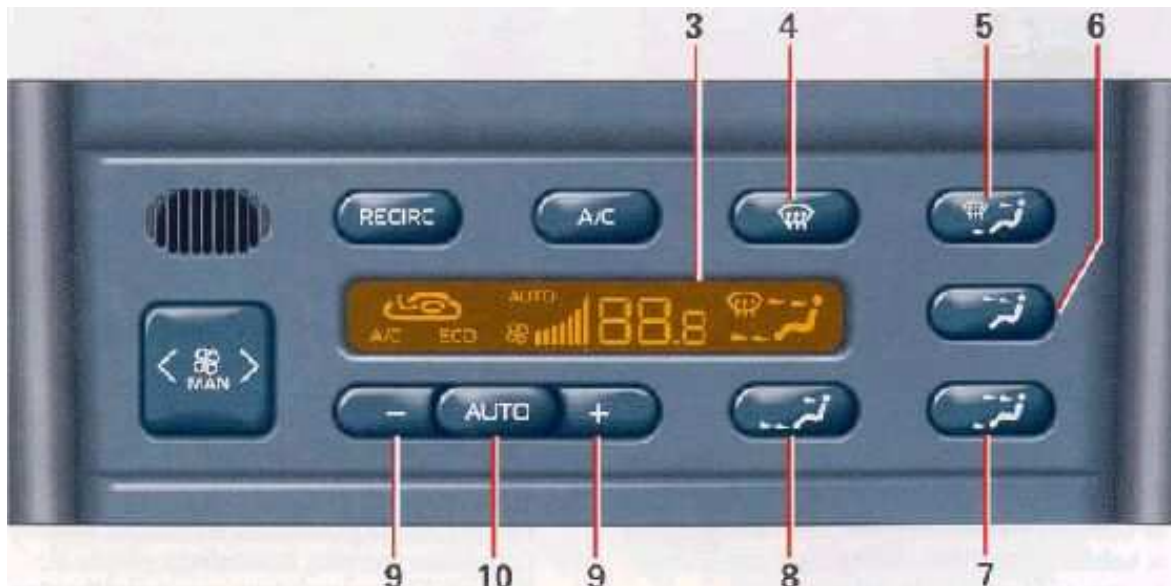 3 4 5 6
RECIRC A/C
AUTO
A/C ECO 88.8
< MAN >
- AUTO +
9 10 9 8 7